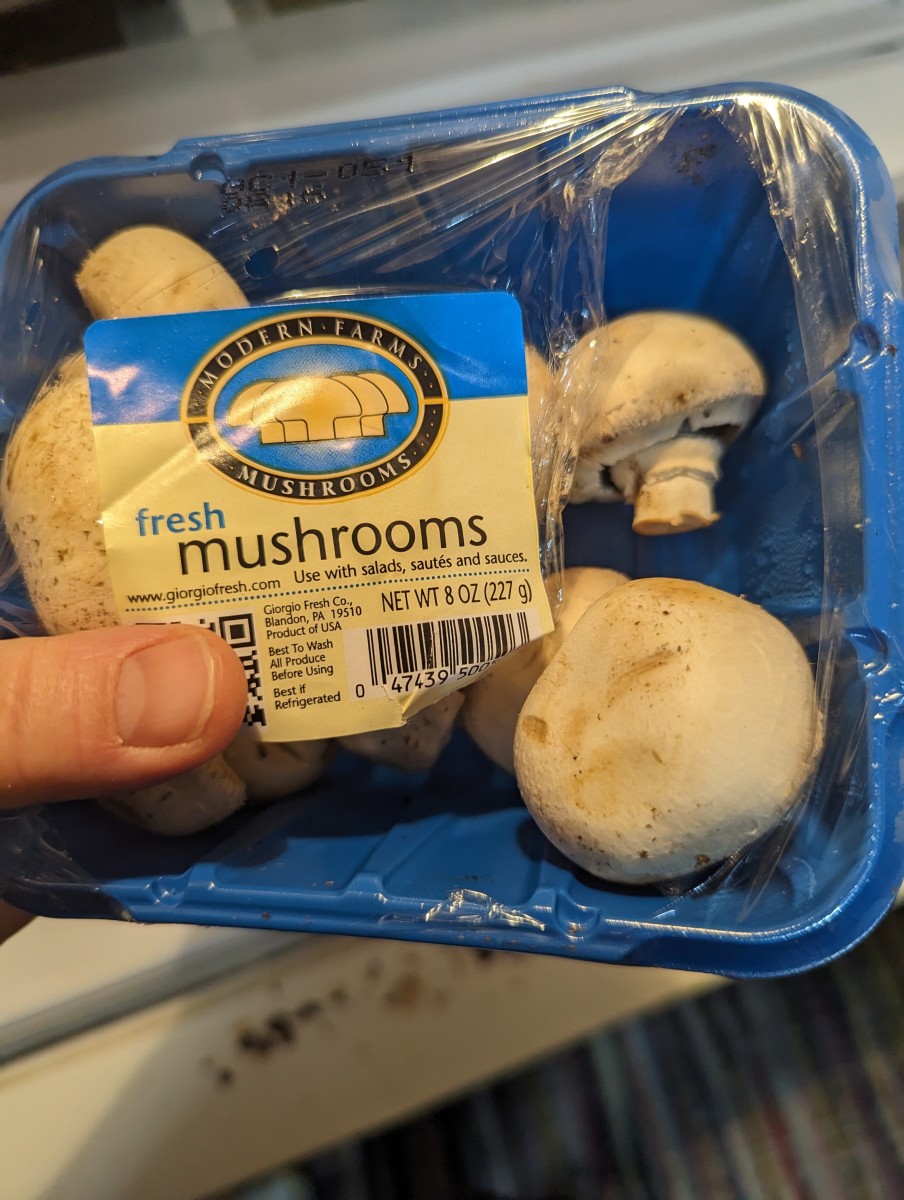 MODERN · FARMS
MUSHROOMS
fresh
mushrooms
Use with salads, sautés and sauces.
www.giorgiofresh.com
Giorgio Fresh Co.,
Blandon, PA 19510
Product of USA
Best To Wash
All Produce
Before Using
Best if
Refrigerated
NET WT 8 OZ (227 g)
0 47439 500